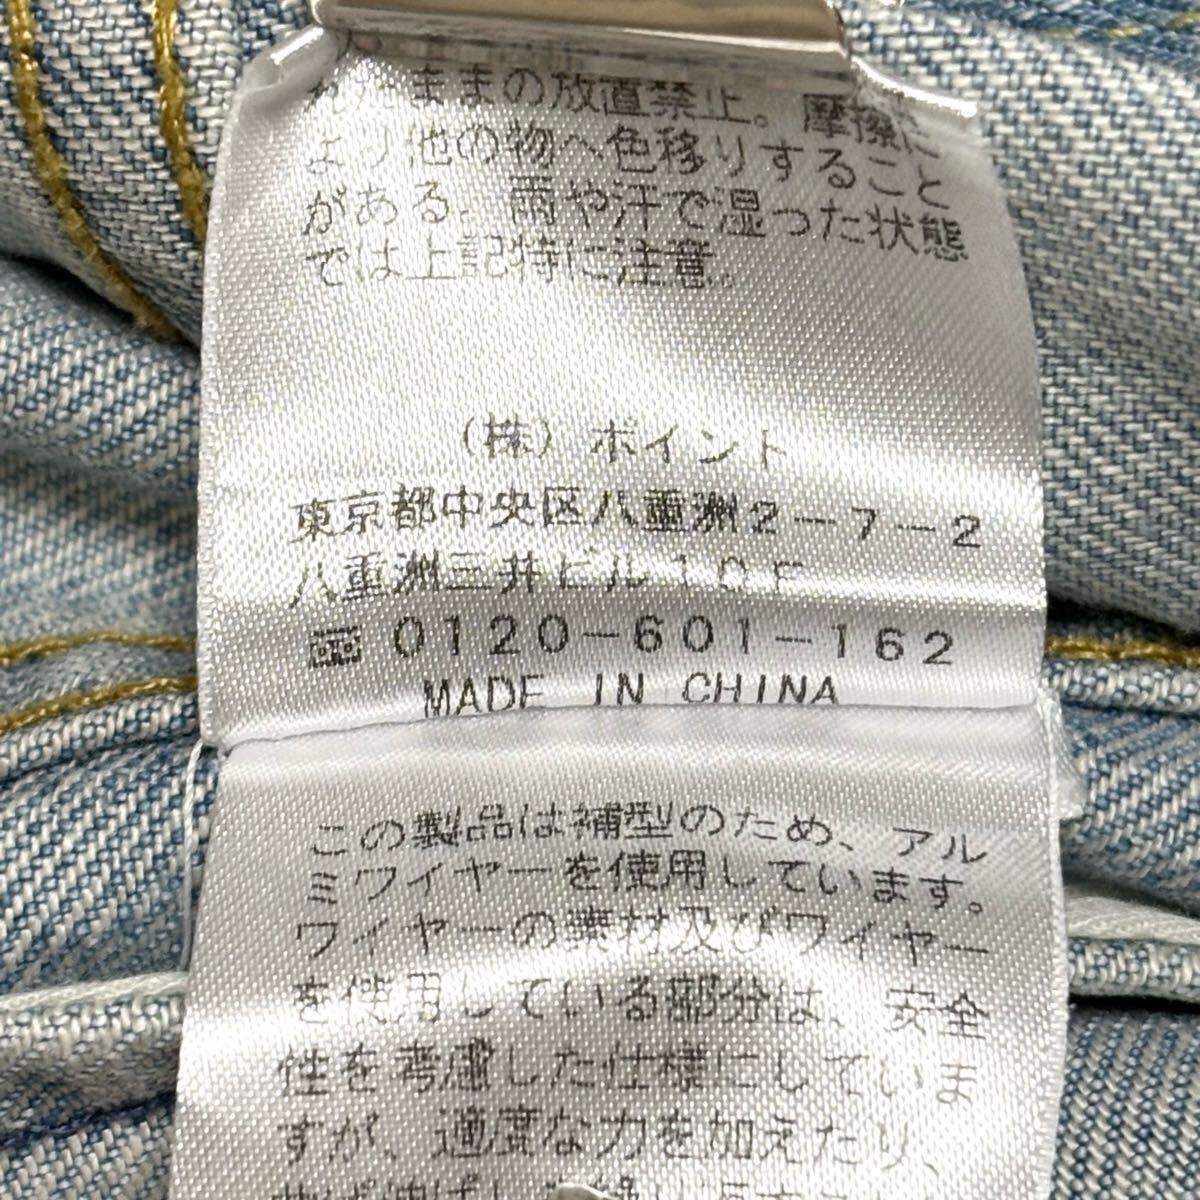 れたままの放置禁止。摩擦に
より他の物へ色移りすること
がある。雨や汗で湿った状態
では上記特に注意。
(株) ポイント
東京都中央区八重洲2-7-2
八重洲三井ビル10F
0120-601-162
MADE IN CHINA
この製品は補型のため、アル
ミワイヤーを使用しています。
ワイヤーの素材及びワイヤー
を使用している部分は、安全
性を考慮した仕様にしていま
すが、適度な力を加えたり、